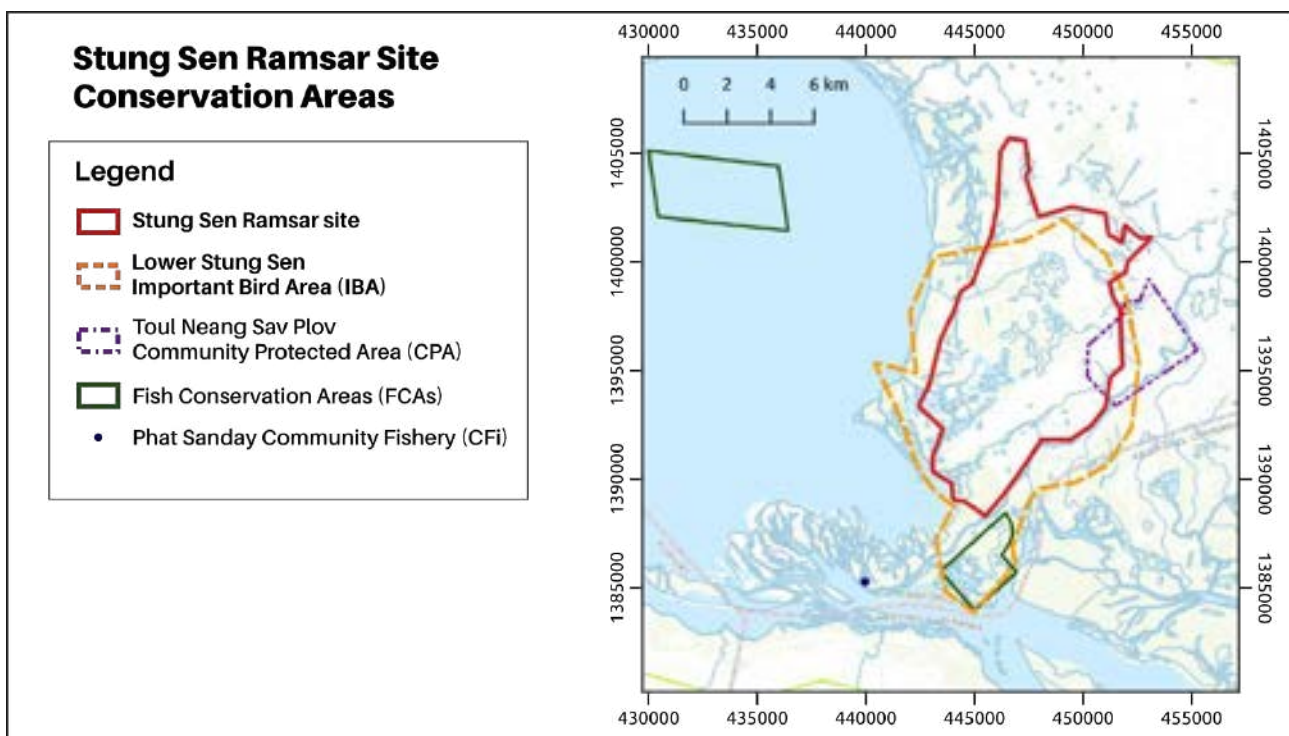 Stung Sen Ramsar Site
Conservation Areas
Legend
Stung Sen Ramsar site
Lower Stung Sen
Important Bird Area (IBA)
Toul Neang Sav Plov
Community Protected Area (CPA)
Fish Conservation Areas (FCAs)
Phat Sanday Community Fishery (CFi)
430000 435000 440000 445000 450000 455000
0 2 4 6 km
1405000
1400000
1395000
1390000
1385000
1405000
1400000
1395000
1390000
1385000
430000 435000 440000 445000 450000 455000